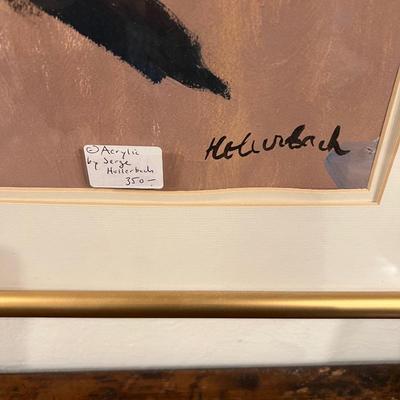 © Acrylic
by Serge
Hollerbach
350-
Hollerbach